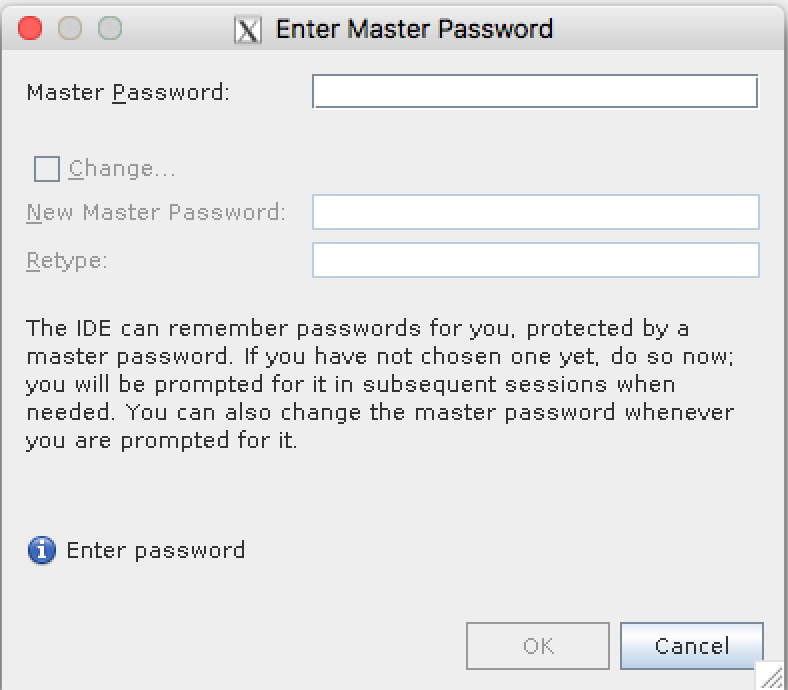 Enter Master Password
Master Password:
Change...
New Master Password:
Retype:
The IDE can remember passwords for you, protected by a
master password. If you have not chosen one yet, do so now;
you will be prompted for it in subsequent sessions when
needed. You can also change the master password whenever
you are prompted for it.
Enter password
OK
Cancel